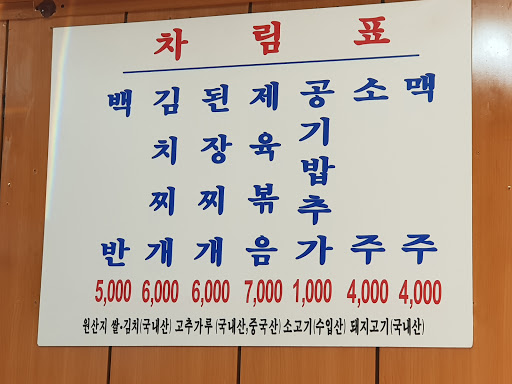 차림표
백반
김치찌개
된장찌개
제육볶음
공기밥추가
소주
맥주
5,000 6,000 6,000 7,000 1,000 4,000 4,000
원산지 쌀•김치(국내산) 고추가루 (국내산,중국산) 소고기(수입산) 돼지고기(국내산)